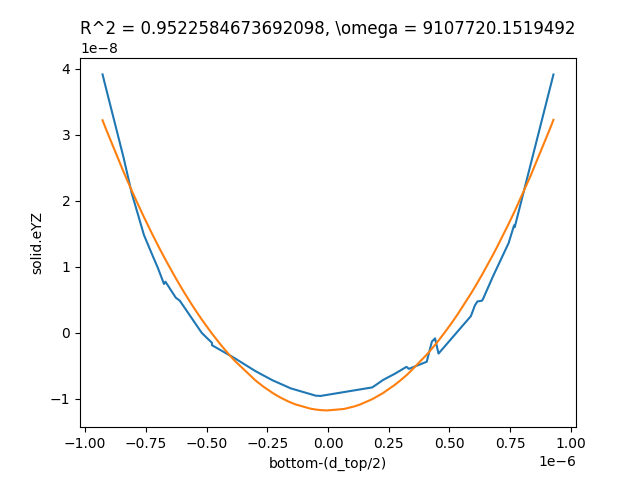 R^2 = 0.9522584673692098, \omega = 9107720.1519492
1e−8
4
3
2
1
0
−1
solid.eYZ
−1.00 −0.75 −0.50 −0.25 0.00 0.25 0.50 0.75 1.00
bottom-(d_top/2)
1e−6